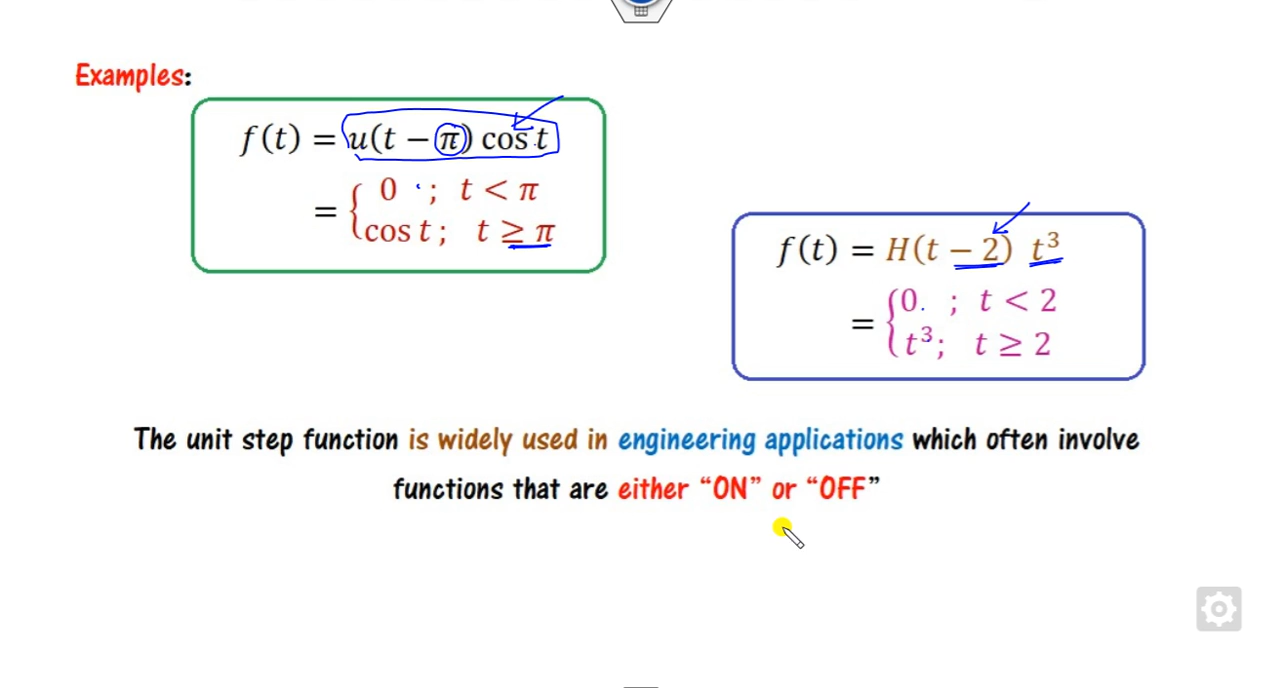 Examples:
f(t) = u(t − π) cos t
= { 0 ; t < π
cos t ; t ≥ π
f(t) = H(t − 2) t³
= { 0. ; t < 2
t³; t ≥ 2
The unit step function is widely used in engineering applications which often involve
functions that are either “ON” or “OFF”